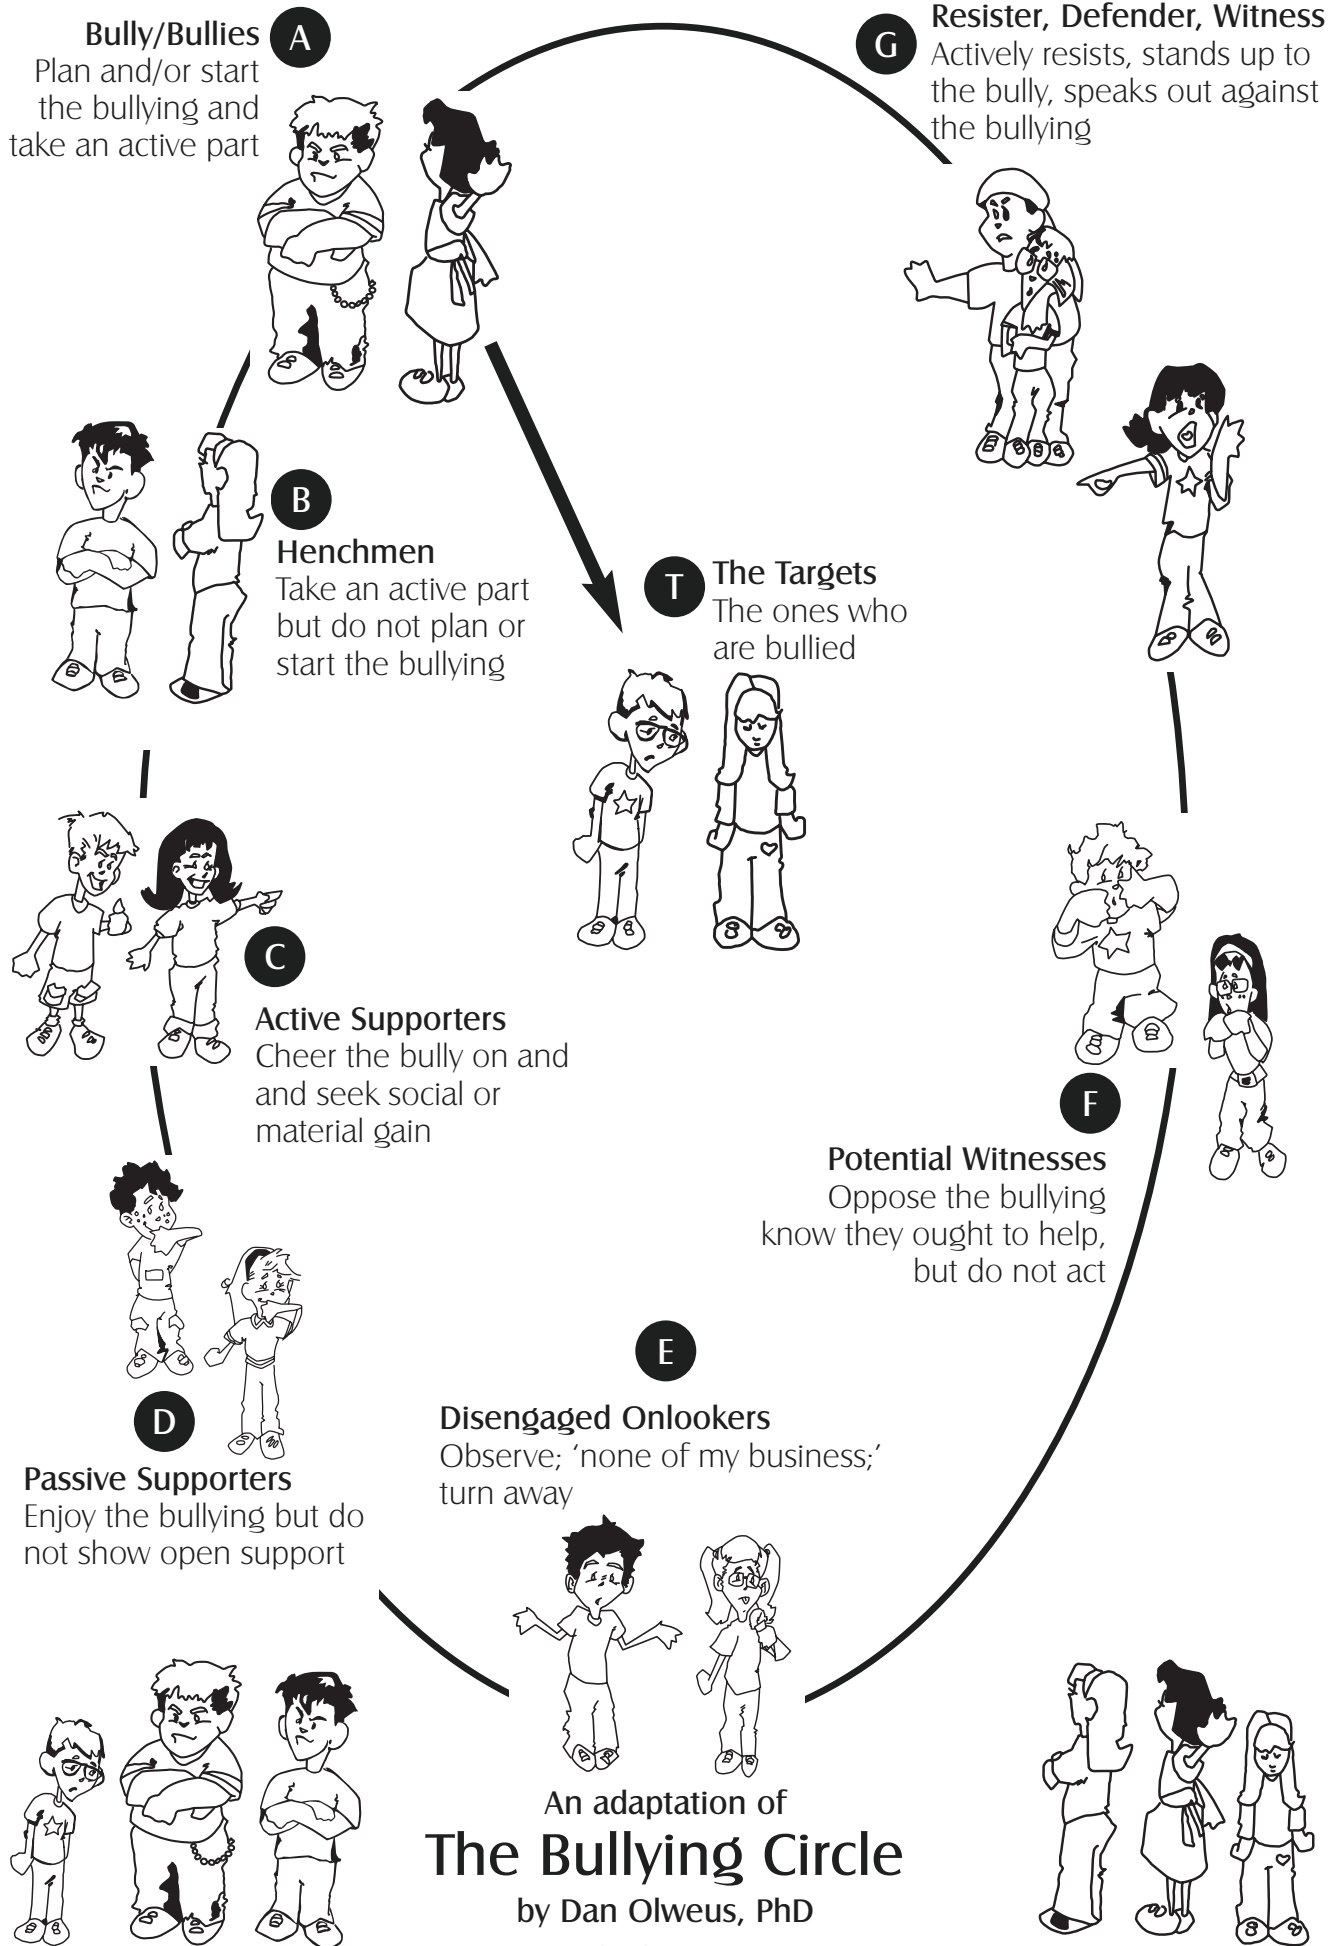 A
Bully/Bullies
Plan and/or start
the bullying and
take an active part
G
Resister, Defender, Witness
Actively resists, stands up to
the bully, speaks out against
the bullying
B
Henchmen
Take an active part
but do not plan or
start the bullying
T
The Targets
The ones who
are bullied
C
Active Supporters
Cheer the bully on and
and seek social or
material gain
F
Potential Witnesses
Oppose the bullying
know they ought to help,
but do not act
D
Passive Supporters
Enjoy the bullying but do
not show open support
E
Disengaged Onlookers
Observe; ‘none of my business;’
turn away
An adaptation of
The Bullying Circle
by Dan Olweus, PhD